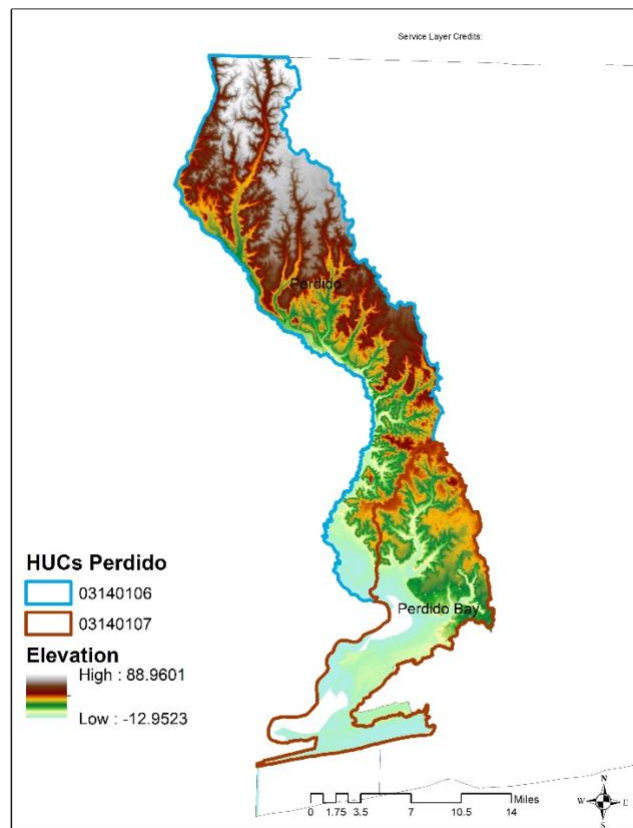 Service Layer Credits:
Perdido
HUCs Perdido
03140106
03140107
Perdido Bay
Elevation
High : 88.9601
Low : -12.9523
Miles
0 1.75 3.5 7 10.5 14
N
W E
S